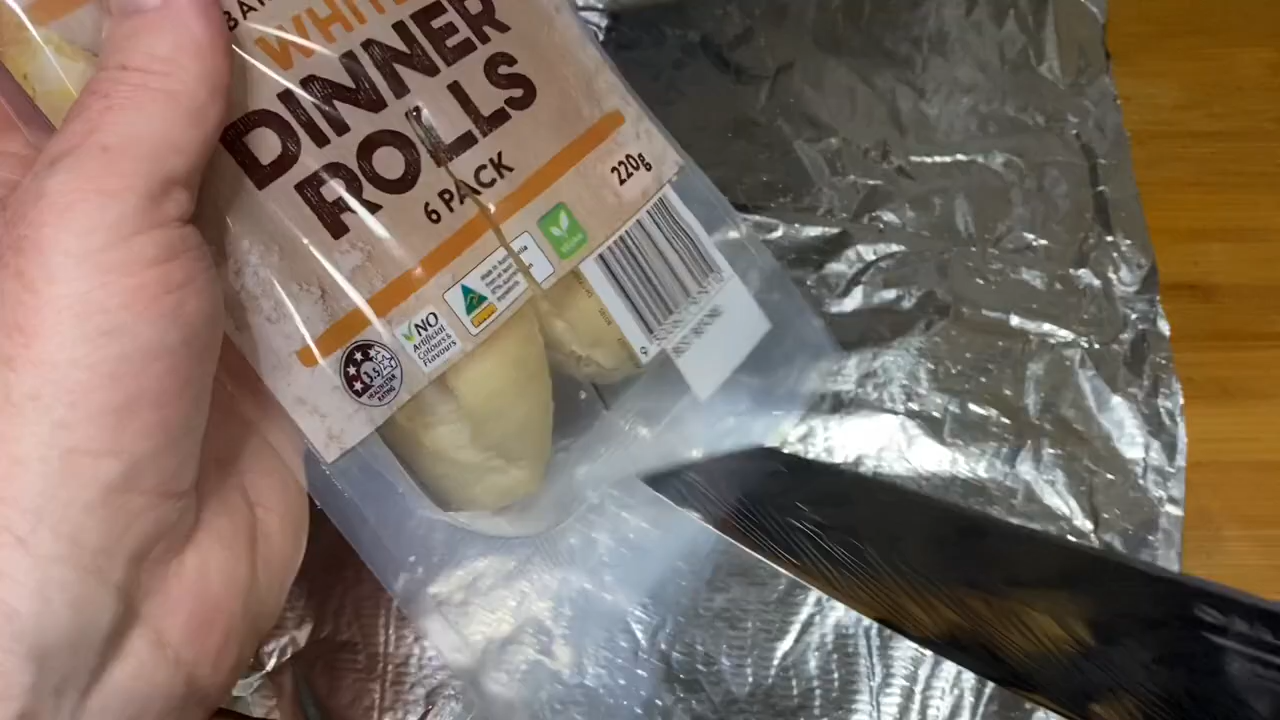 WHITE
DINNER
ROLLS
6 PACK
220g
NO
Artificial
Colours &
Flavours
3.5
HEALTH STAR
RATING